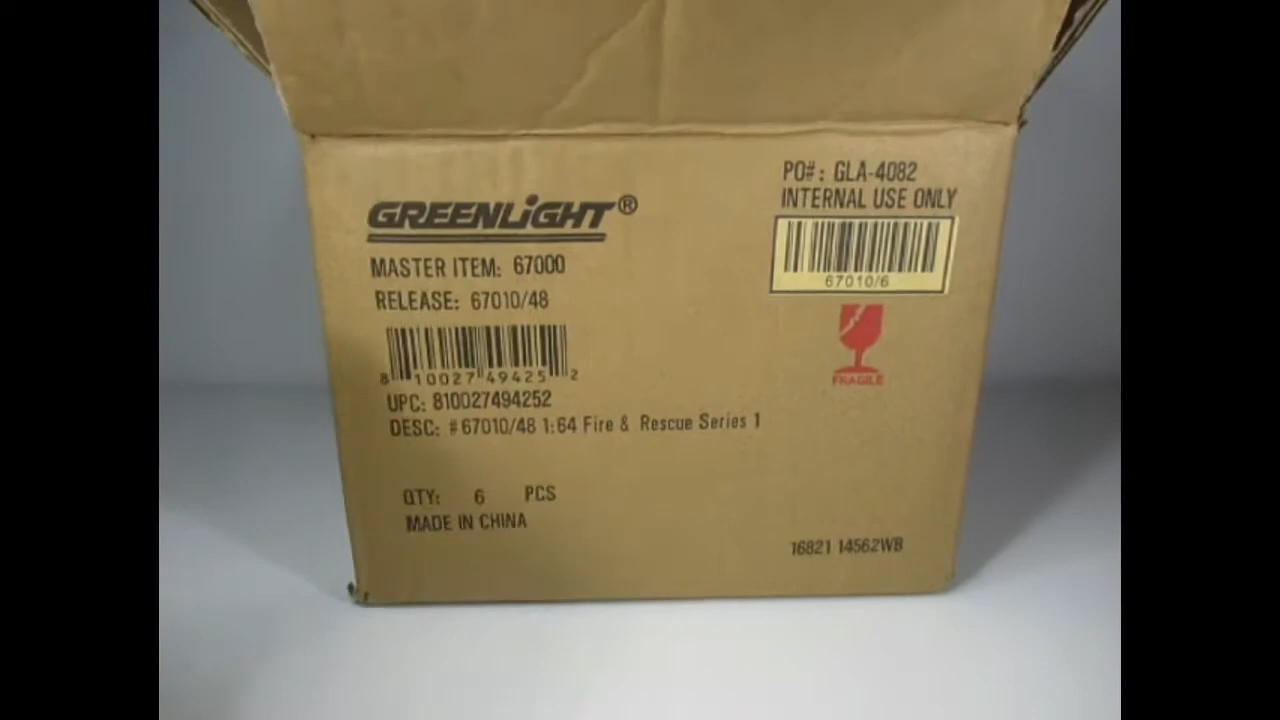 GREENLiGHT®
MASTER ITEM: 67000
RELEASE: 67010/48
8 10027 49425 2
UPC: 810027494252
DESC: #67010/48 1:64 Fire & Rescue Series 1
QTY: 6 PCS
MADE IN CHINA
PO#: GLA-4082
INTERNAL USE ONLY
67010/6
FRAGILE
16821 14562WB